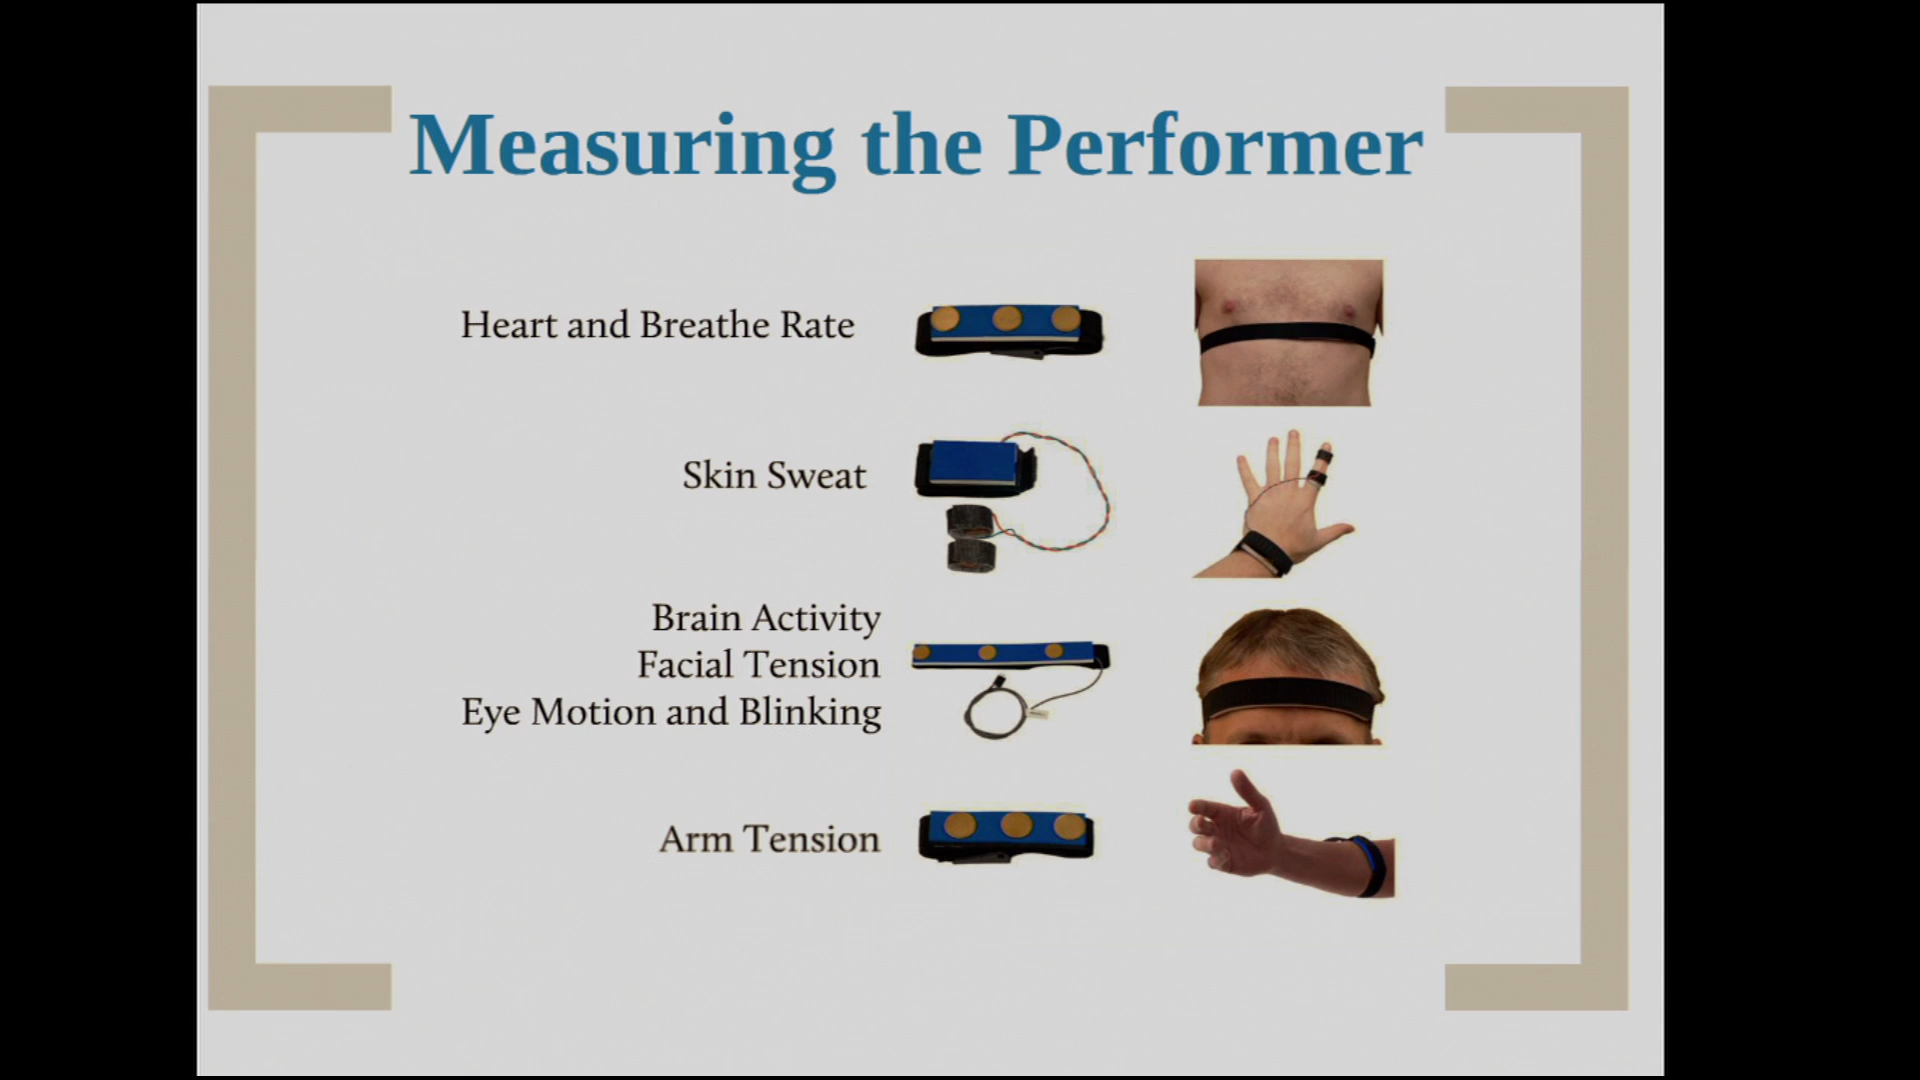 Measuring the Performer
Heart and Breathe Rate
Skin Sweat
Brain Activity
Facial Tension
Eye Motion and Blinking
Arm Tension